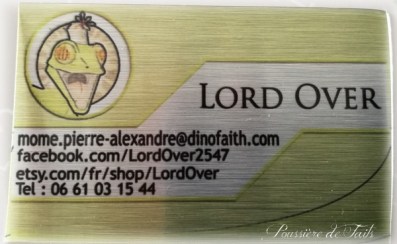 LORD OVER
mome.pierre-alexandre@dinofaith.com
facebook.com/LordOver2547
etsy.com/fr/shop/LordOver
Tel : 06 61 03 15 44
Poussière de Fails